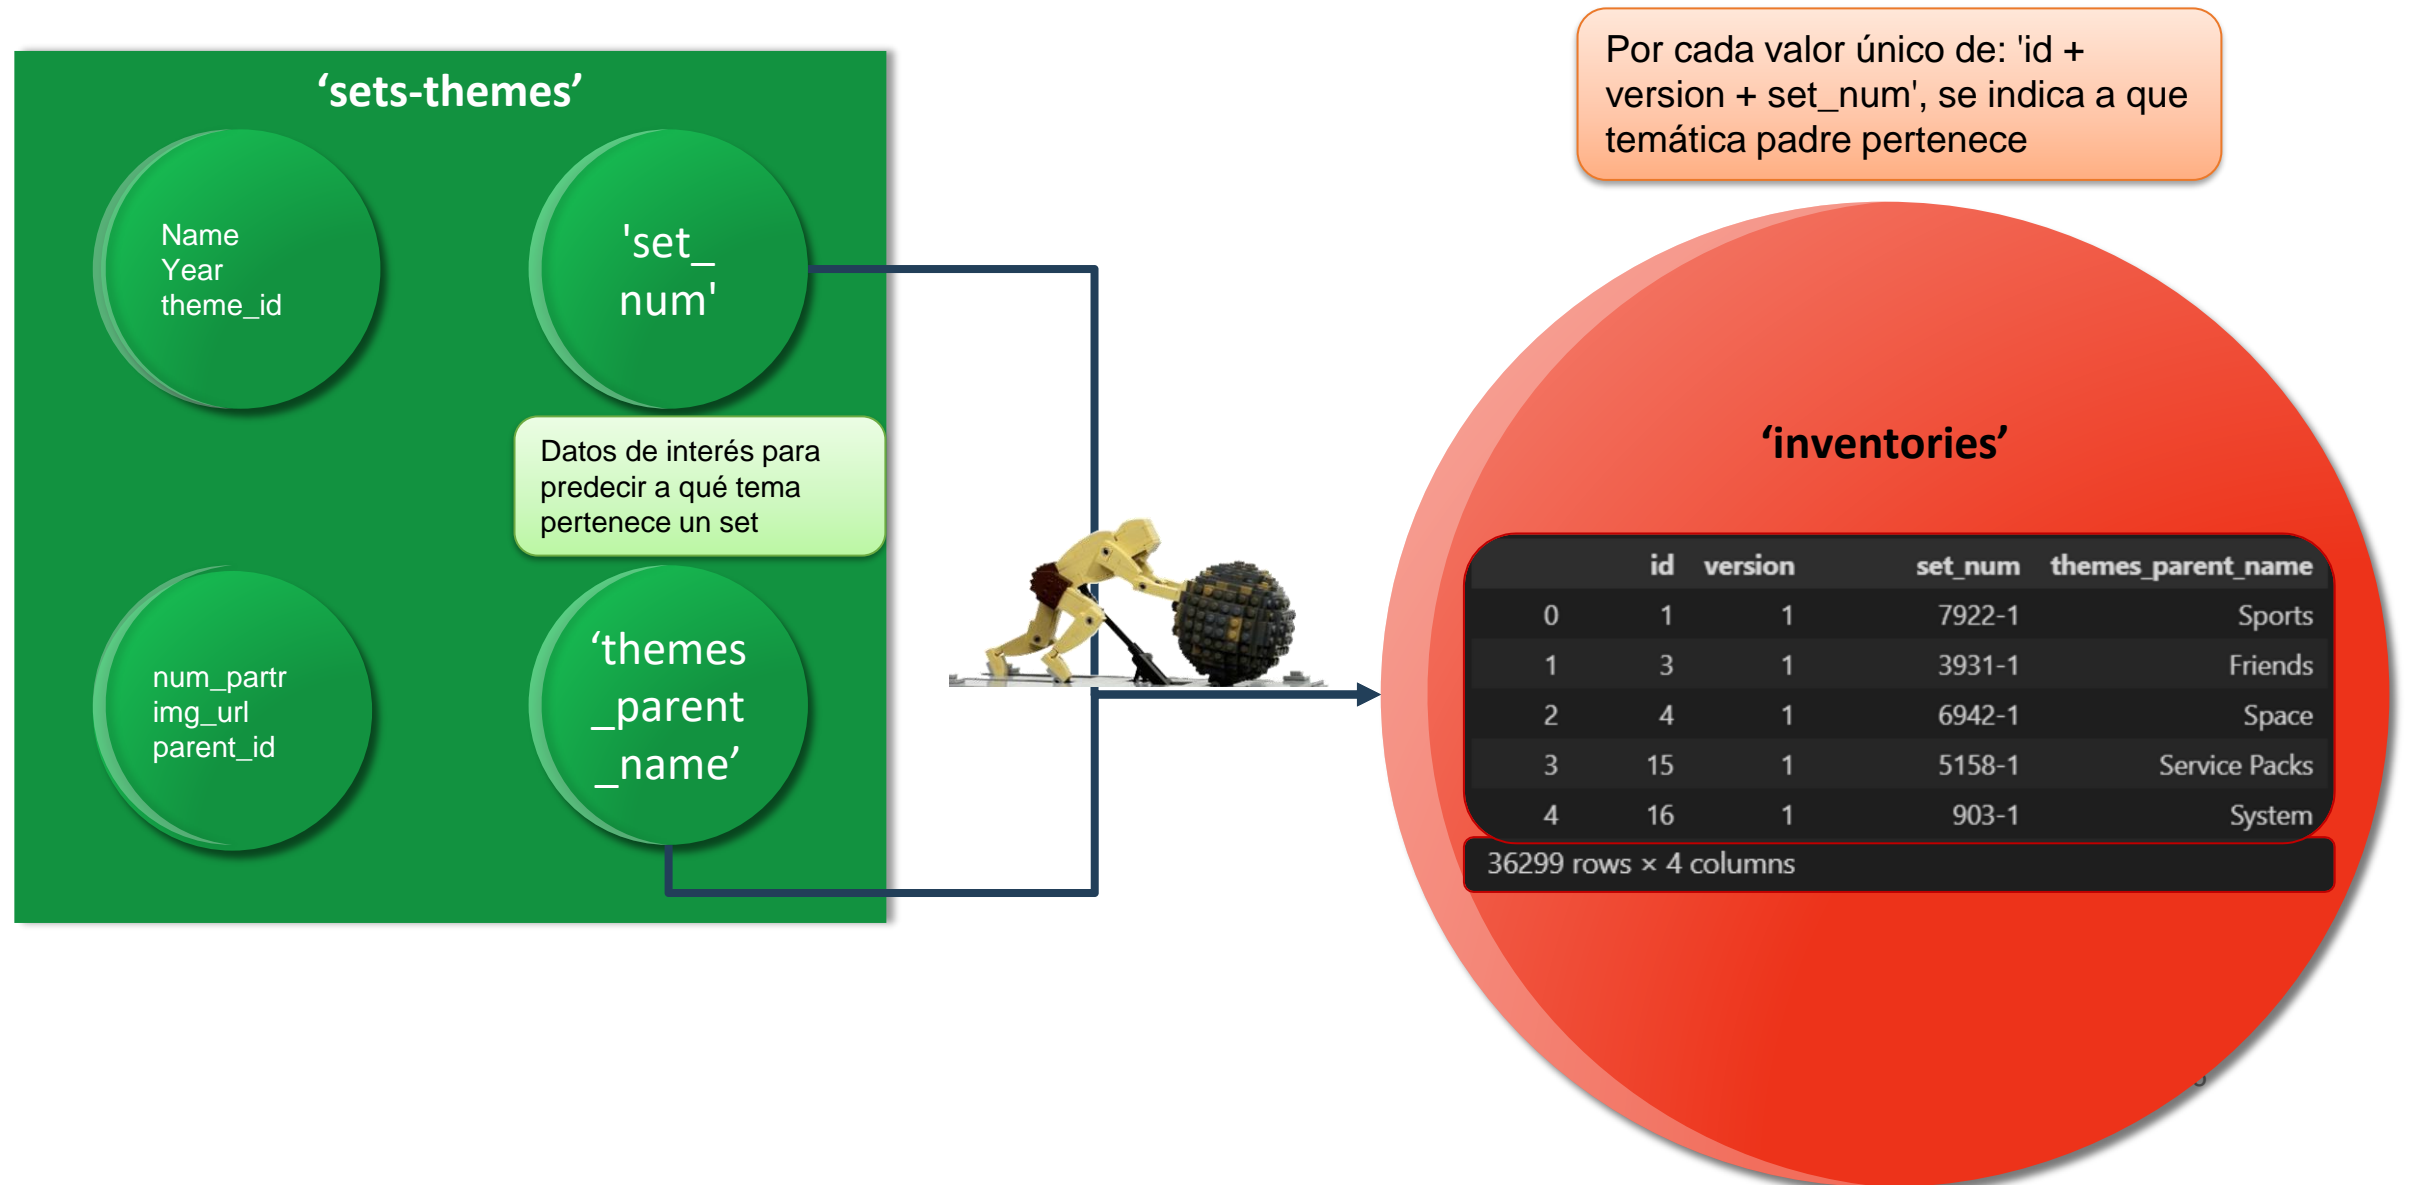 ‘sets-themes’
Name
Year
theme_id
'set_
num'
Datos de interés para
predecir a qué tema
pertenece un set
num_partr
img_url
parent_id
‘themes
_parent
_name’
Por cada valor único de: 'id +
version + set_num', se indica a que
temática padre pertenece
‘inventories’
id version set_num themes_parent_name
0 1 1 7922-1 Sports
1 3 1 3931-1 Friends
2 4 1 6942-1 Space
3 15 1 5158-1 Service Packs
4 16 1 903-1 System
36299 rows × 4 columns